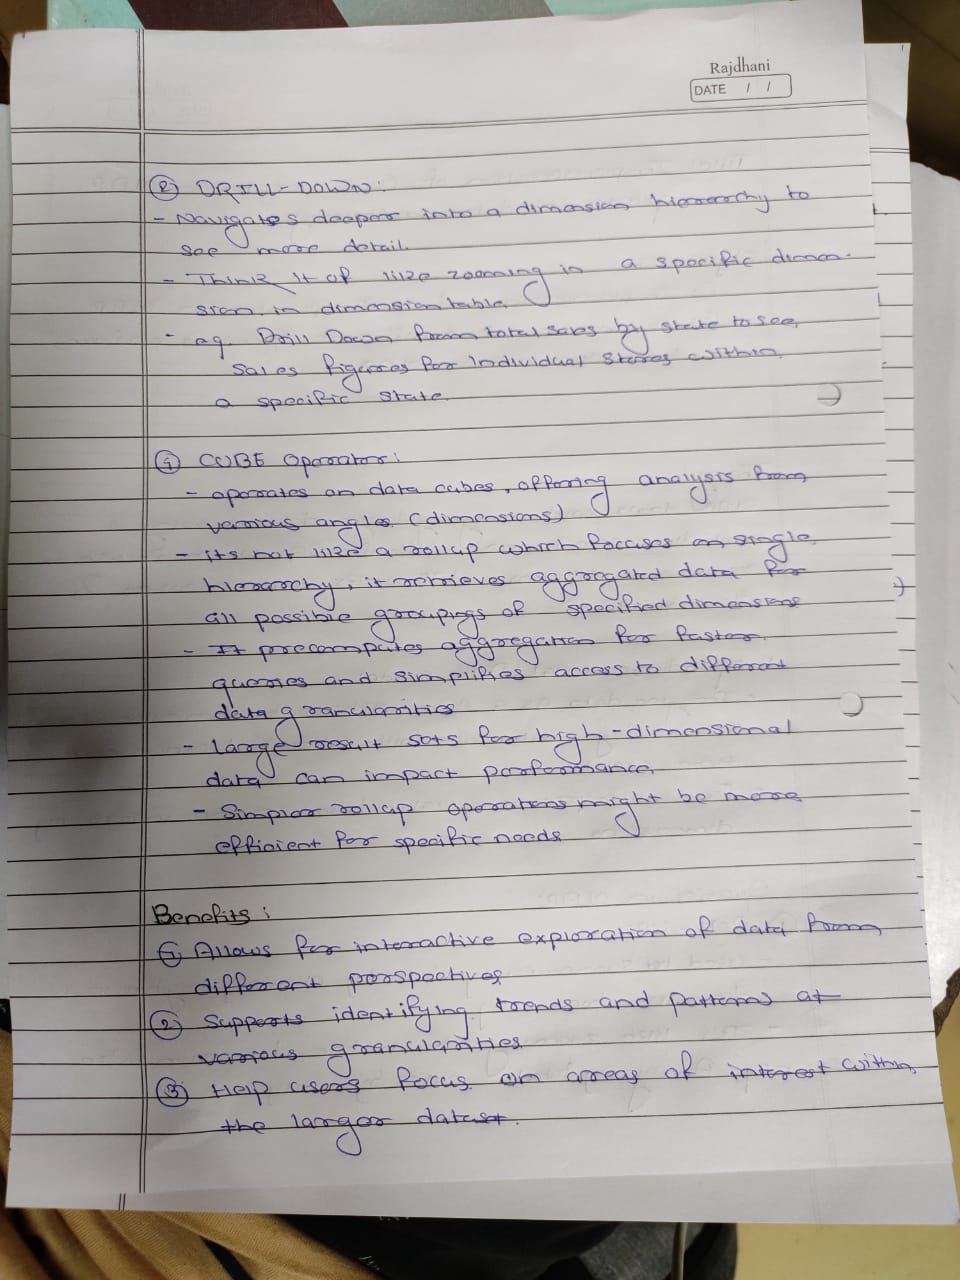 Rajdhani
DATE / /
② DRILL-DOWN:
- Navigates deeper into a dimension hierarchy to
see more detail.
- Think it of like zooming in a specific dimen-
sion in dimension table.
- eg. Drill Down from total sales by state to see,
sales figures for individual stores within
a specific state.
④ CUBE operator:
- operates on data cubes, offering analysis from
various angles (dimensions)
- its not like a rollup which focuses on single
hierarchy, it retrieves aggregated data for
all possible groupings of specified dimensions
- It precomputes aggregation for faster
queries and simplifies access to different
data granularities
- Large result sets for high-dimensional
data can impact performance.
- Simpler rollup operations might be more
efficient for specific needs
Benefits:
① Allows for interactive exploration of data from
different perspectives
② Supports identifying trends and patterns at
various granularities
③ Help users focus on areas of interest within
the larger dataset.